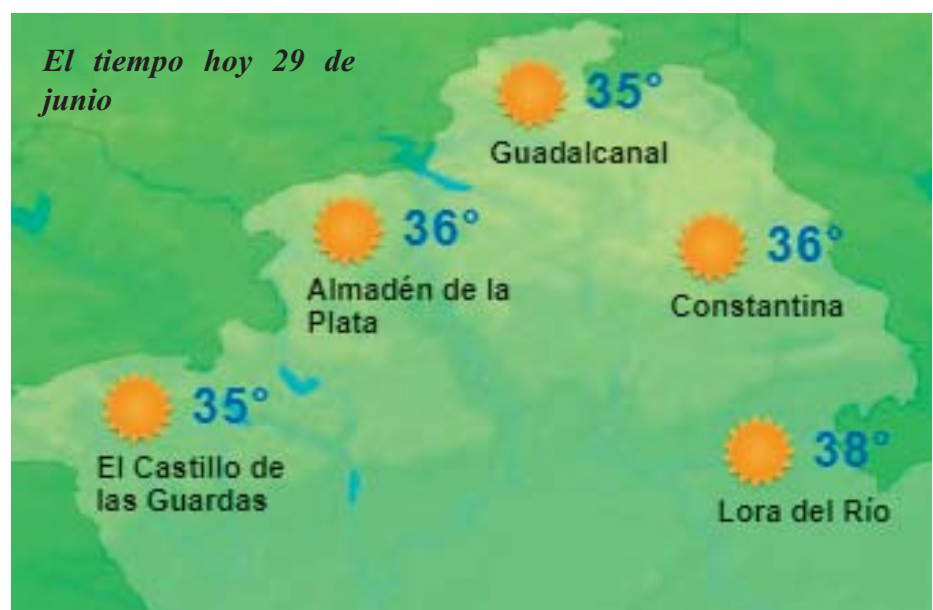 El tiempo hoy 29 de
junio
35°
Guadalcanal
36°
Almadén de la
Plata
36°
Constantina
35°
El Castillo de
las Guardas
38°
Lora del Río